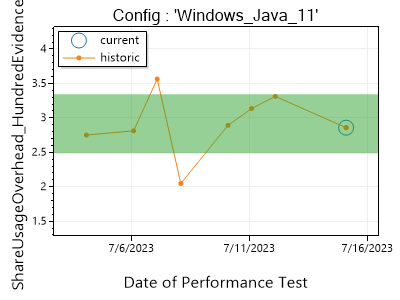 Config : 'Windows_Java_11'
ShareUsageOverhead_HundredEvidence
current
historic
4
3.5
3
2.5
2
1.5
7/6/2023
7/11/2023
7/16/2023
Date of Performance Test